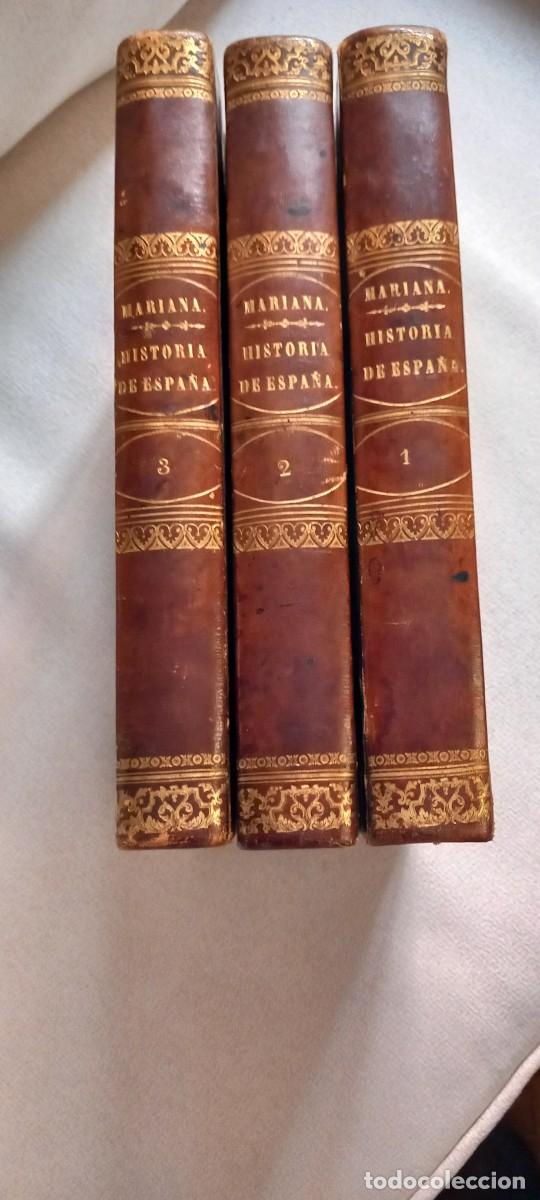 MARIANA.
HISTORIA
DE ESPAÑA
3
MARIANA.
HISTORIA
DE ESPAÑA.
2
MARIANA.
HISTORIA
DE ESPAÑA.
1
todocoleccion